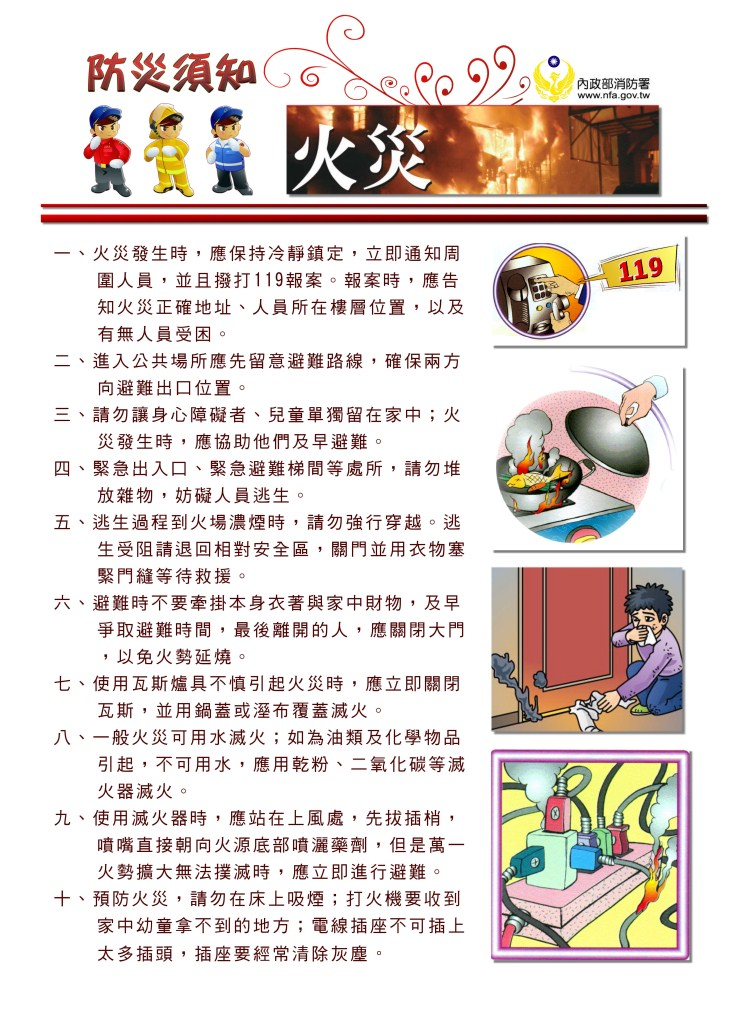 防災須知
內政部消防署
www.nfa.gov.tw
火災
一、火災發生時，應保持冷靜鎮定，立即通知周
圍人員，並且撥打119報案。報案時，應告
知火災正確地址、人員所在樓層位置，以及
有無人員受困。
119
二、進入公共場所應先留意避難路線，確保兩方
向避難出口位置。
三、請勿讓身心障礙者、兒童單獨留在家中；火
災發生時，應協助他們及早避難。
四、緊急出入口、緊急避難梯間等處所，請勿堆
放雜物，妨礙人員逃生。
五、逃生過程到火場濃煙時，請勿強行穿越。逃
生受阻請退回相對安全區，關門並用衣物塞
緊門縫等待救援。
六、避難時不要牽掛本身衣著與家中財物，及早
爭取避難時間，最後離開的人，應關閉大門
，以免火勢延燒。
七、使用瓦斯爐具不慎引起火災時，應立即關閉
瓦斯，並用鍋蓋或溼布覆蓋滅火。
八、一般火災可用水滅火；如為油類及化學物品
引起，不可用水，應用乾粉、二氧化碳等滅
火器滅火。
九、使用滅火器時，應站在上風處，先拔插梢，
噴嘴直接朝向火源底部噴灑藥劑，但是萬一
火勢擴大無法撲滅時，應立即進行避難。
十、預防火災，請勿在床上吸煙；打火機要收到
家中幼童拿不到的地方；電線插座不可插上
太多插頭，插座要經常清除灰塵。